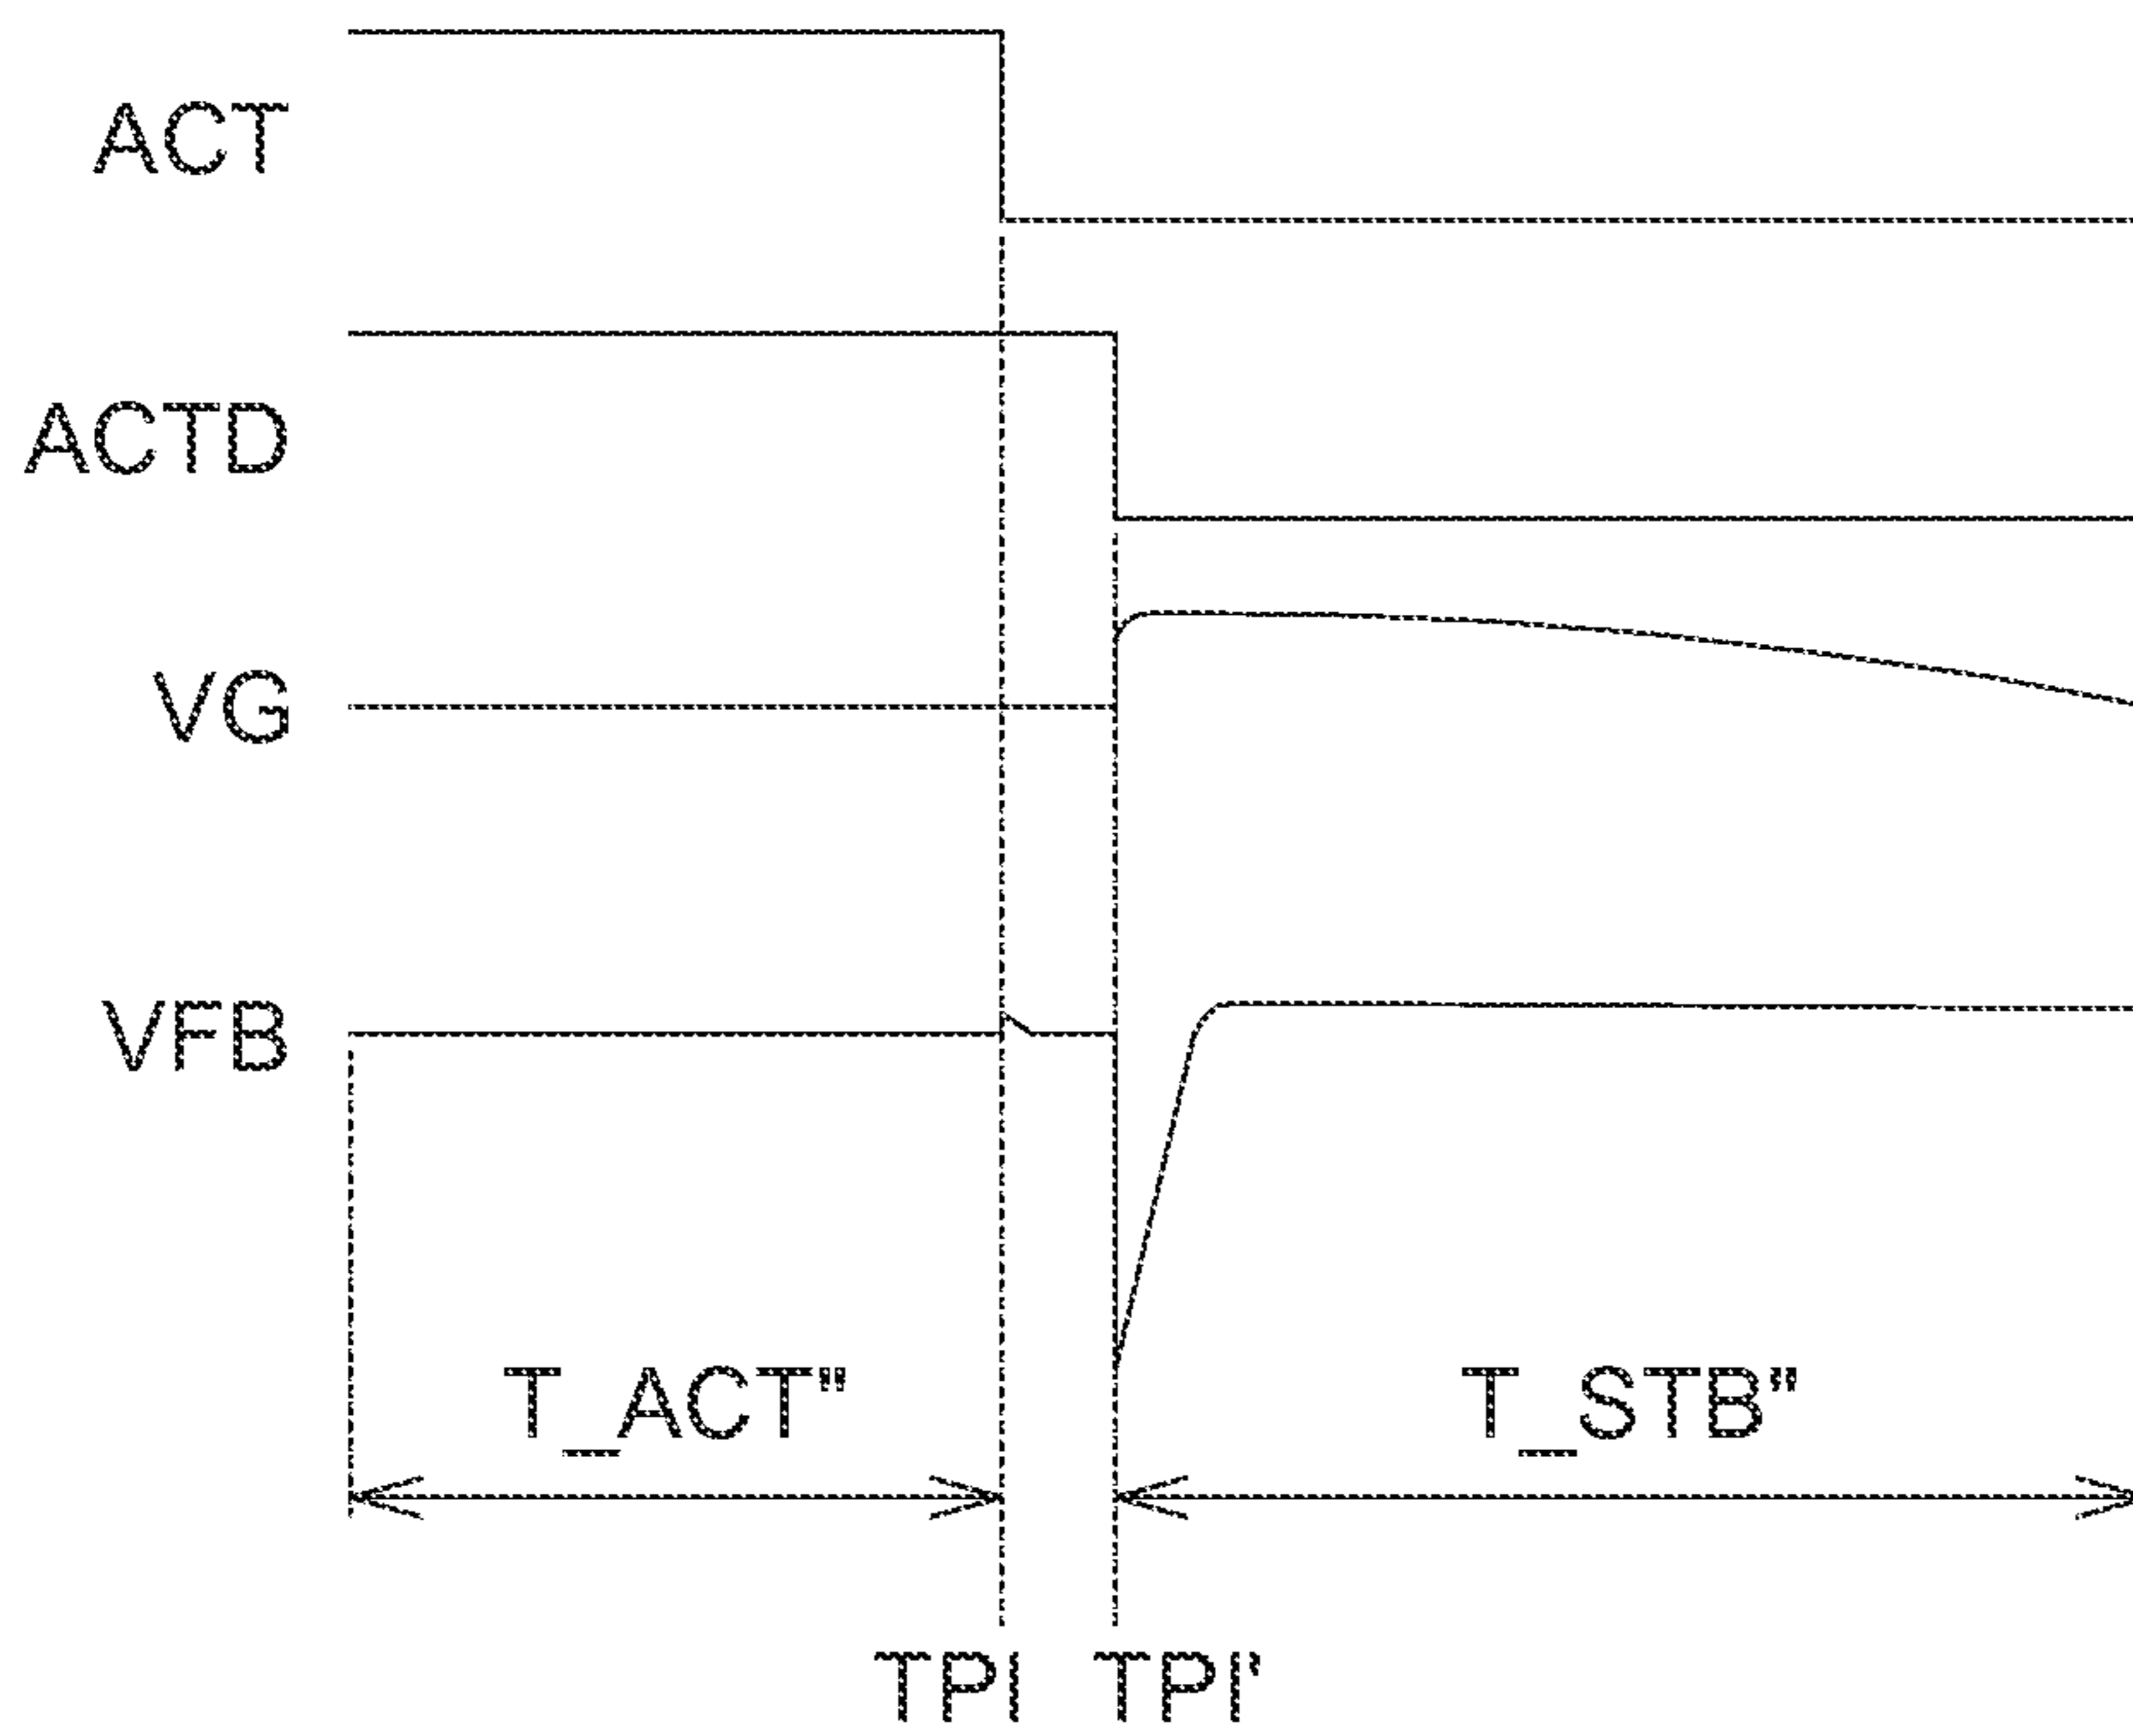 ACT
ACTD
VG
VFB
T_ACT" T_STB"
TPI TPI'